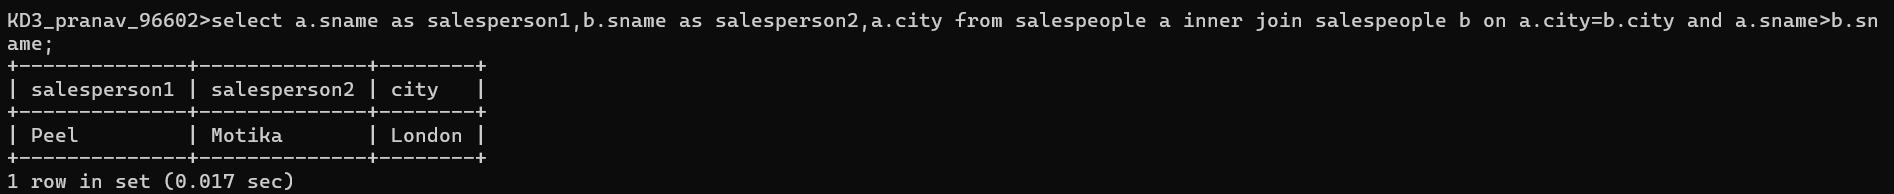 KD3_pranav_96602>select a.sname as salesperson1,b.sname as salesperson2,a.city from salespeople a inner join salespeople b on a.city=b.city and a.sname>b.sn
ame;
+--------------+--------------+--------+
| salesperson1 | salesperson2 | city   |
+--------------+--------------+--------+
| Peel         | Motika       | London |
+--------------+--------------+--------+
1 row in set (0.017 sec)